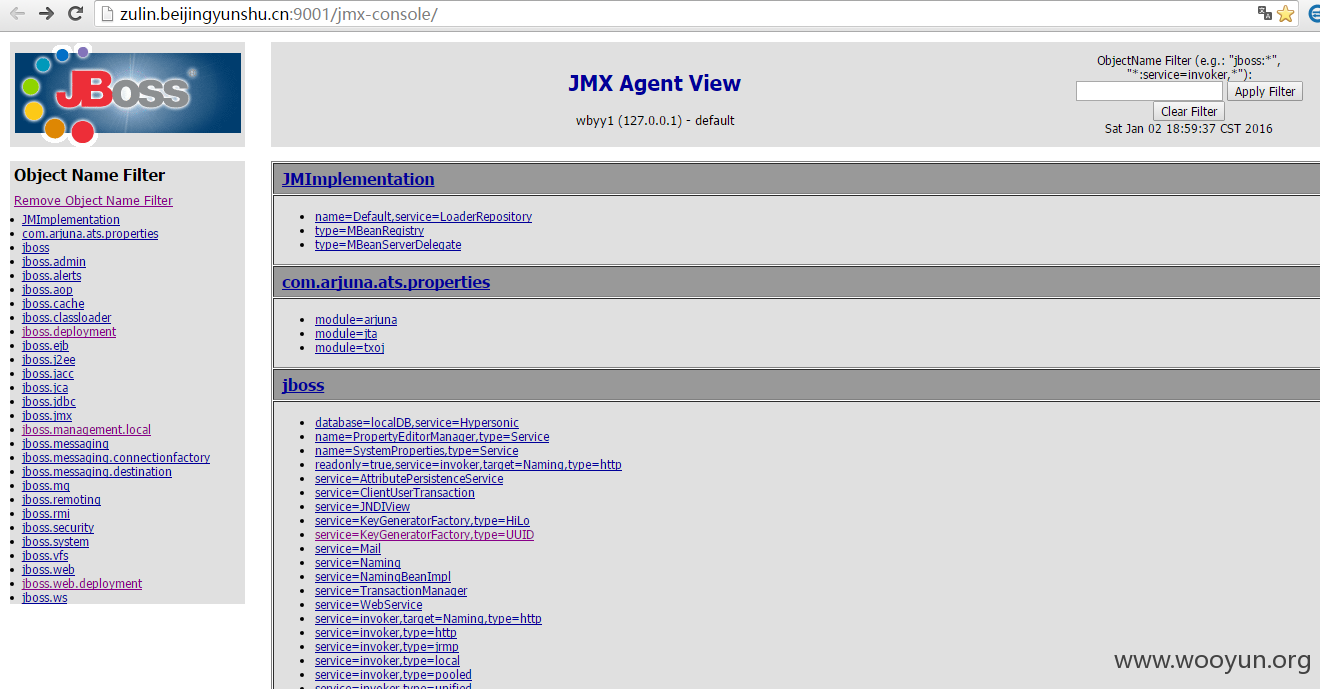 zulin.beijingyunshu.cn:9001/jmx-console/
JBoss
JMX Agent View
wbyy1 (127.0.0.1) - default
ObjectName Filter (e.g.: "jboss:*",
"*:service=invoker,*"):
Apply Filter
Clear Filter
Sat Jan 02 18:59:37 CST 2016
Object Name Filter
Remove Object Name Filter
JMImplementation
com.arjuna.ats.properties
jboss
jboss.admin
jboss.alerts
jboss.aop
jboss.cache
jboss.classloader
jboss.deployment
jboss.ejb
jboss.j2ee
jboss.jacc
jboss.jca
jboss.jdbc
jboss.jmx
jboss.management.local
jboss.messaging
jboss.messaging.connectionfactory
jboss.messaging.destination
jboss.mq
jboss.remoting
jboss.rmi
jboss.security
jboss.system
jboss.vfs
jboss.web
jboss.web.deployment
jboss.ws
JMImplementation
name=Default,service=LoaderRepository
type=MBeanRegistry
type=MBeanServerDelegate
com.arjuna.ats.properties
module=arjuna
module=jta
module=txoj
jboss
database=localDB,service=Hypersonic
name=PropertyEditorManager,type=Service
name=SystemProperties,type=Service
readonly=true,service=invoker,target=Naming,type=http
service=AttributePersistenceService
service=ClientUserTransaction
service=JNDIView
service=KeyGeneratorFactory,type=HiLo
service=KeyGeneratorFactory,type=UUID
service=Mail
service=Naming
service=NamingBeanImpl
service=TransactionManager
service=WebService
service=invoker,target=Naming,type=http
service=invoker,type=http
service=invoker,type=jrmp
service=invoker,type=local
service=invoker,type=pooled
service=invoker,type=unified
www.wooyun.org